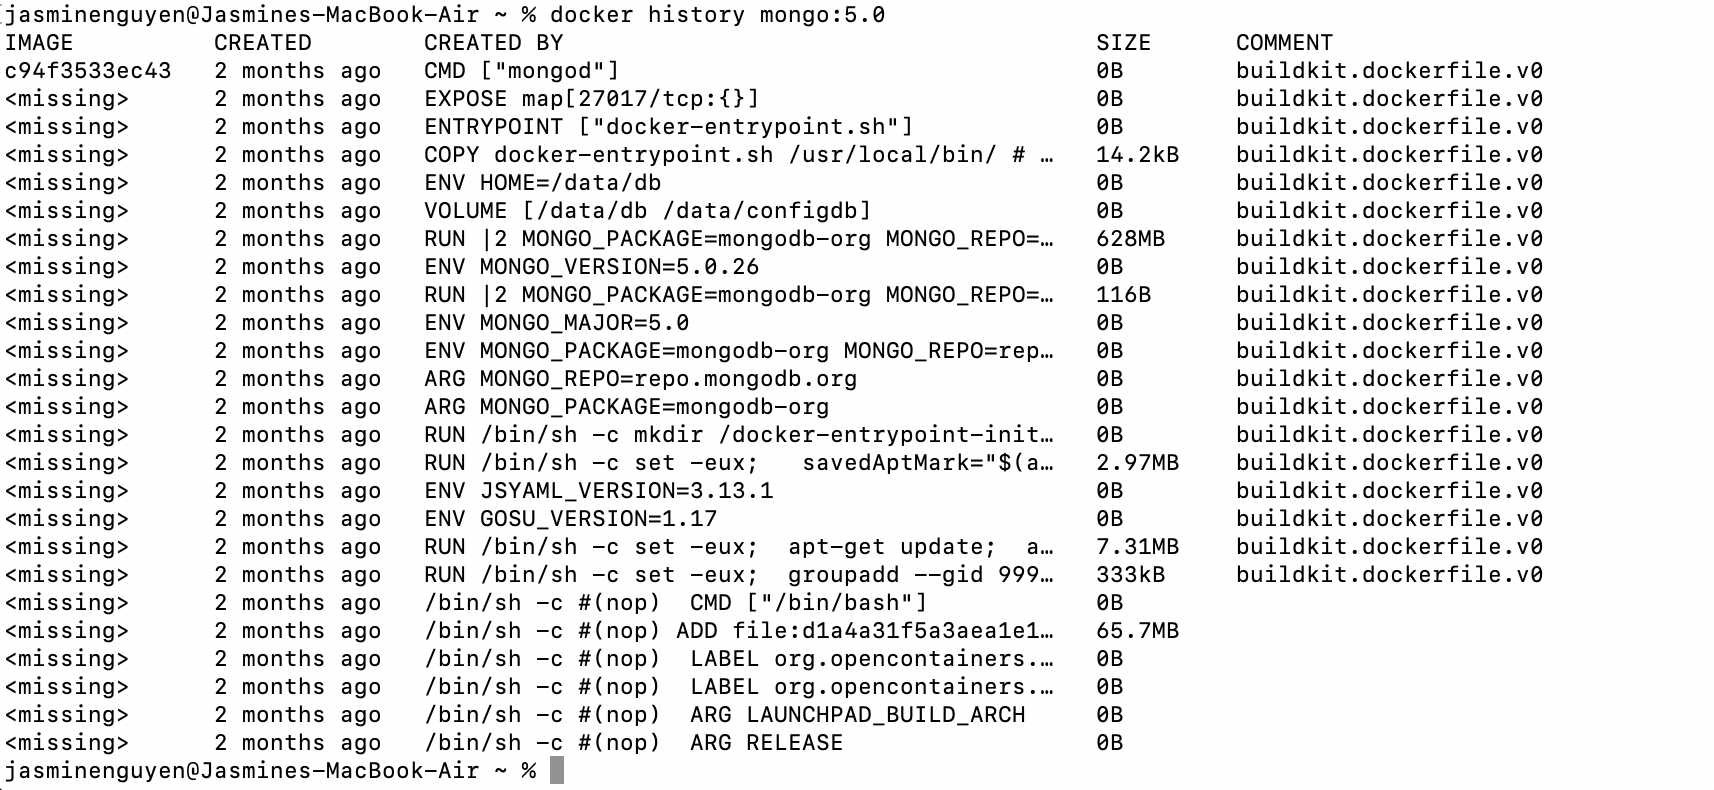 jasminenguyen@Jasmines-MacBook-Air ~ % docker history mongo:5.0
IMAGE          CREATED        CREATED BY                                      SIZE      COMMENT
c94f3533ec43   2 months ago   CMD ["mongod"]                                  0B        buildkit.dockerfile.v0
<missing>      2 months ago   EXPOSE map[27017/tcp:{}]                        0B        buildkit.dockerfile.v0
<missing>      2 months ago   ENTRYPOINT ["docker-entrypoint.sh"]             0B        buildkit.dockerfile.v0
<missing>      2 months ago   COPY docker-entrypoint.sh /usr/local/bin/ # …   14.2kB    buildkit.dockerfile.v0
<missing>      2 months ago   ENV HOME=/data/db                               0B        buildkit.dockerfile.v0
<missing>      2 months ago   VOLUME [/data/db /data/configdb]                0B        buildkit.dockerfile.v0
<missing>      2 months ago   RUN |2 MONGO_PACKAGE=mongodb-org MONGO_REPO=…   628MB     buildkit.dockerfile.v0
<missing>      2 months ago   ENV MONGO_VERSION=5.0.26                        0B        buildkit.dockerfile.v0
<missing>      2 months ago   RUN |2 MONGO_PACKAGE=mongodb-org MONGO_REPO=…   116B      buildkit.dockerfile.v0
<missing>      2 months ago   ENV MONGO_MAJOR=5.0                             0B        buildkit.dockerfile.v0
<missing>      2 months ago   ENV MONGO_PACKAGE=mongodb-org MONGO_REPO=rep…   0B        buildkit.dockerfile.v0
<missing>      2 months ago   ARG MONGO_REPO=repo.mongodb.org                 0B        buildkit.dockerfile.v0
<missing>      2 months ago   ARG MONGO_PACKAGE=mongodb-org                   0B        buildkit.dockerfile.v0
<missing>      2 months ago   RUN /bin/sh -c mkdir /docker-entrypoint-init…   0B        buildkit.dockerfile.v0
<missing>      2 months ago   RUN /bin/sh -c set -eux;   savedAptMark="$(a…   2.97MB    buildkit.dockerfile.v0
<missing>      2 months ago   ENV JSYAML_VERSION=3.13.1                       0B        buildkit.dockerfile.v0
<missing>      2 months ago   ENV GOSU_VERSION=1.17                           0B        buildkit.dockerfile.v0
<missing>      2 months ago   RUN /bin/sh -c set -eux;  apt-get update;  a…   7.31MB    buildkit.dockerfile.v0
<missing>      2 months ago   RUN /bin/sh -c set -eux;  groupadd --gid 999…   333kB     buildkit.dockerfile.v0
<missing>      2 months ago   /bin/sh -c #(nop)  CMD ["/bin/bash"]            0B
<missing>      2 months ago   /bin/sh -c #(nop) ADD file:d1a4a31f5a3aea1e1…   65.7MB
<missing>      2 months ago   /bin/sh -c #(nop)  LABEL org.opencontainers.…   0B
<missing>      2 months ago   /bin/sh -c #(nop)  LABEL org.opencontainers.…   0B
<missing>      2 months ago   /bin/sh -c #(nop)  ARG LAUNCHPAD_BUILD_ARCH     0B
<missing>      2 months ago   /bin/sh -c #(nop)  ARG RELEASE                  0B
jasminenguyen@Jasmines-MacBook-Air ~ %